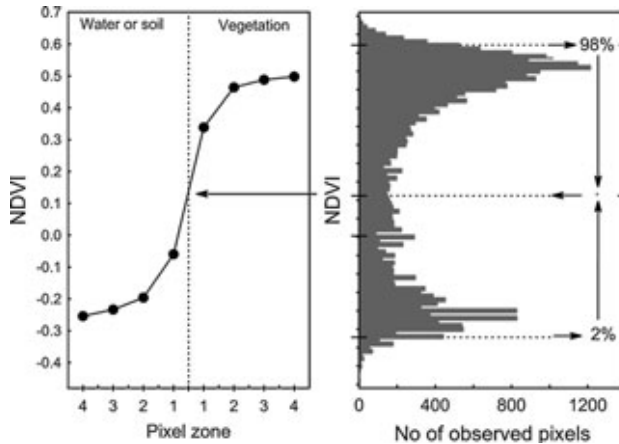 Water or soil
Vegetation
NDVI
0.7
0.6
0.5
0.4
0.3
0.2
0.1
0.0
-0.1
-0.2
-0.3
-0.4
4 3 2 1 1 2 3 4
Pixel zone
NDVI
98%
2%
0 400 800 1200
No of observed pixels